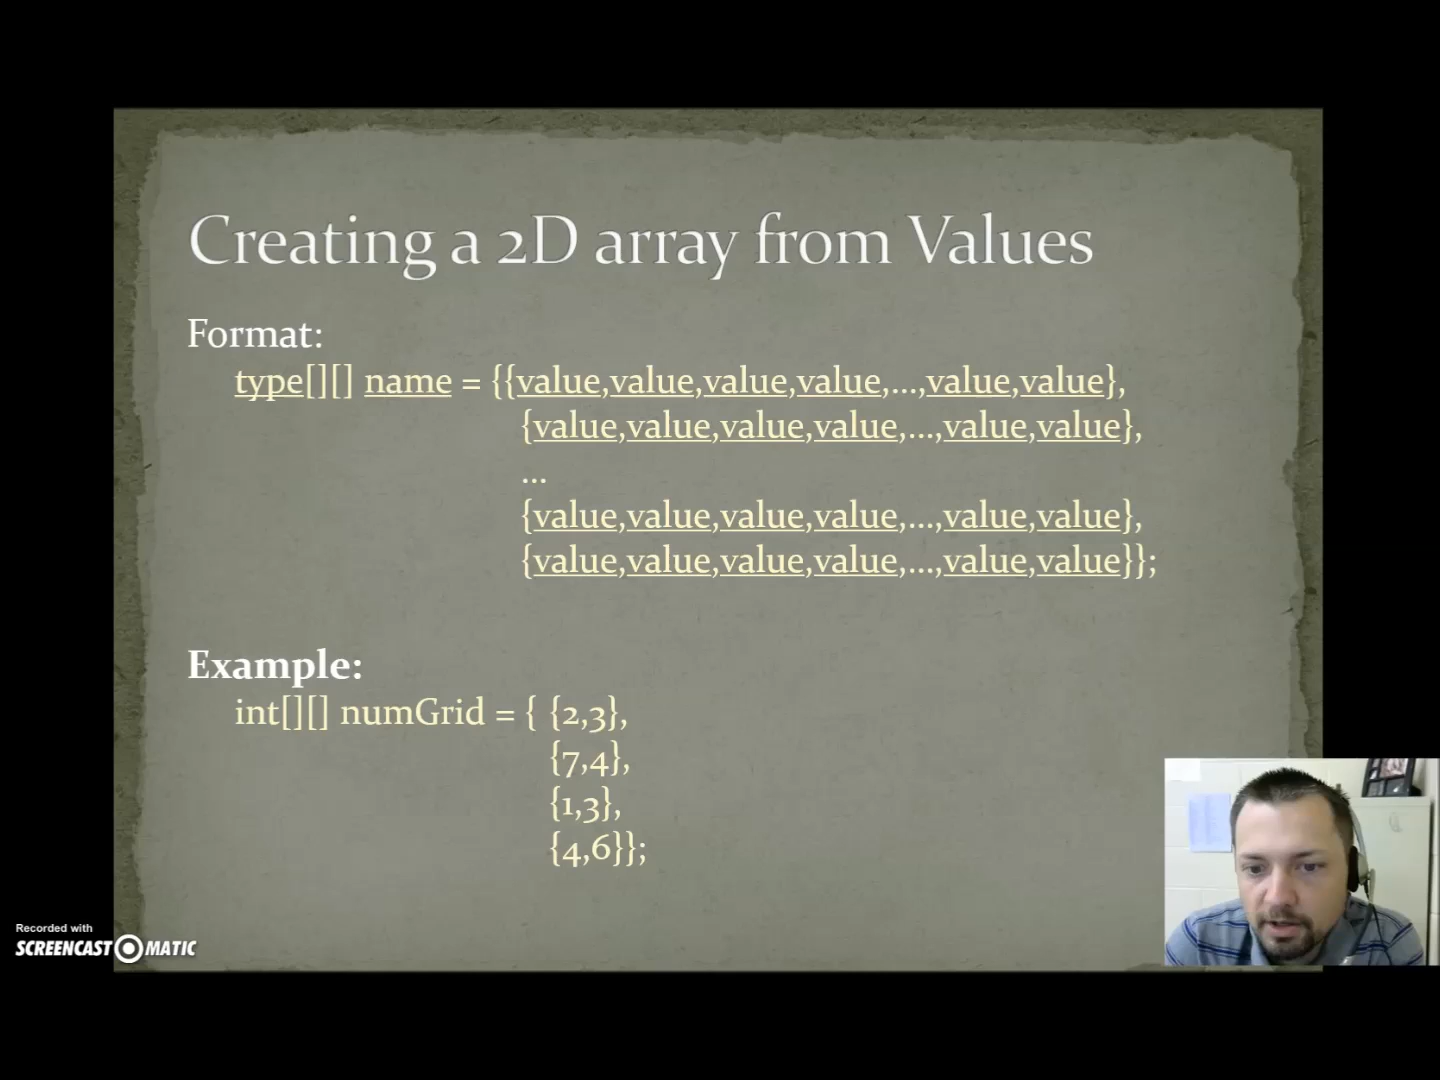 Creating a 2D array from Values
Format:
type[][] name = {{value,value,value,value,...,value,value},
{value,value,value,value,...,value,value},
...
{value,value,value,value,...,value,value},
{value,value,value,value,...,value,value}};
Example:
int[][] numGrid = { {2,3},
{7,4},
{1,3},
{4,6}};
Recorded with
SCREENCAST-O-MATIC